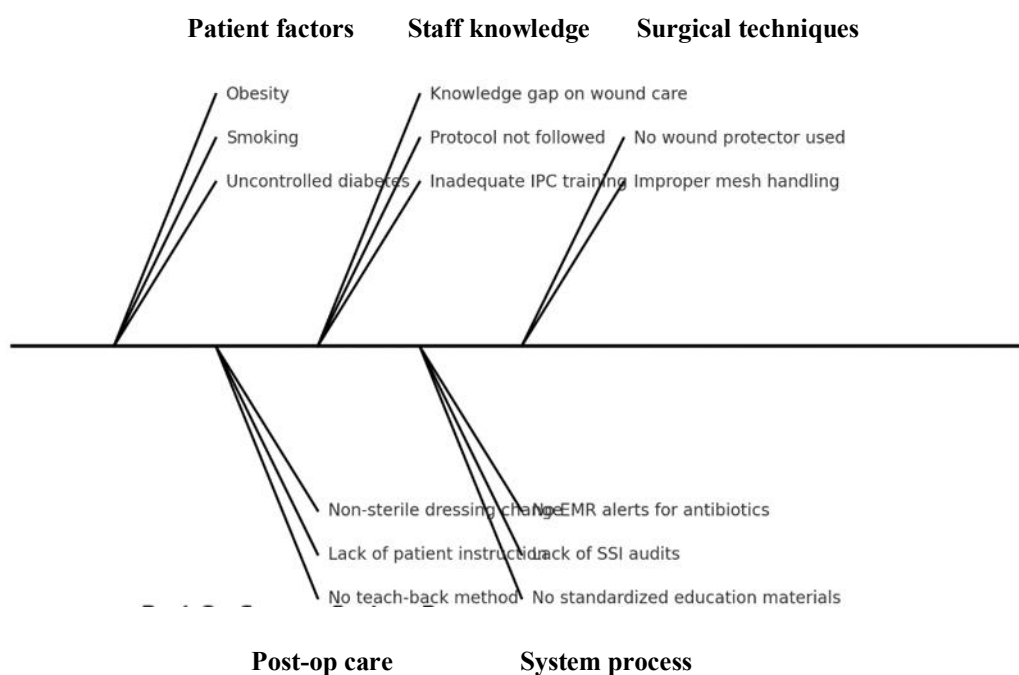 Patient factors
Staff knowledge
Surgical techniques
Obesity
Smoking
Uncontrolled diabetes
Knowledge gap on wound care
Protocol not followed
Inadequate IPC training
No wound protector used
Improper mesh handling
Non-sterile dressing change
Lack of patient instruction
No teach-back method
No EMR alerts for antibiotics
Lack of SSI audits
No standardized education materials
Post-op care
System process